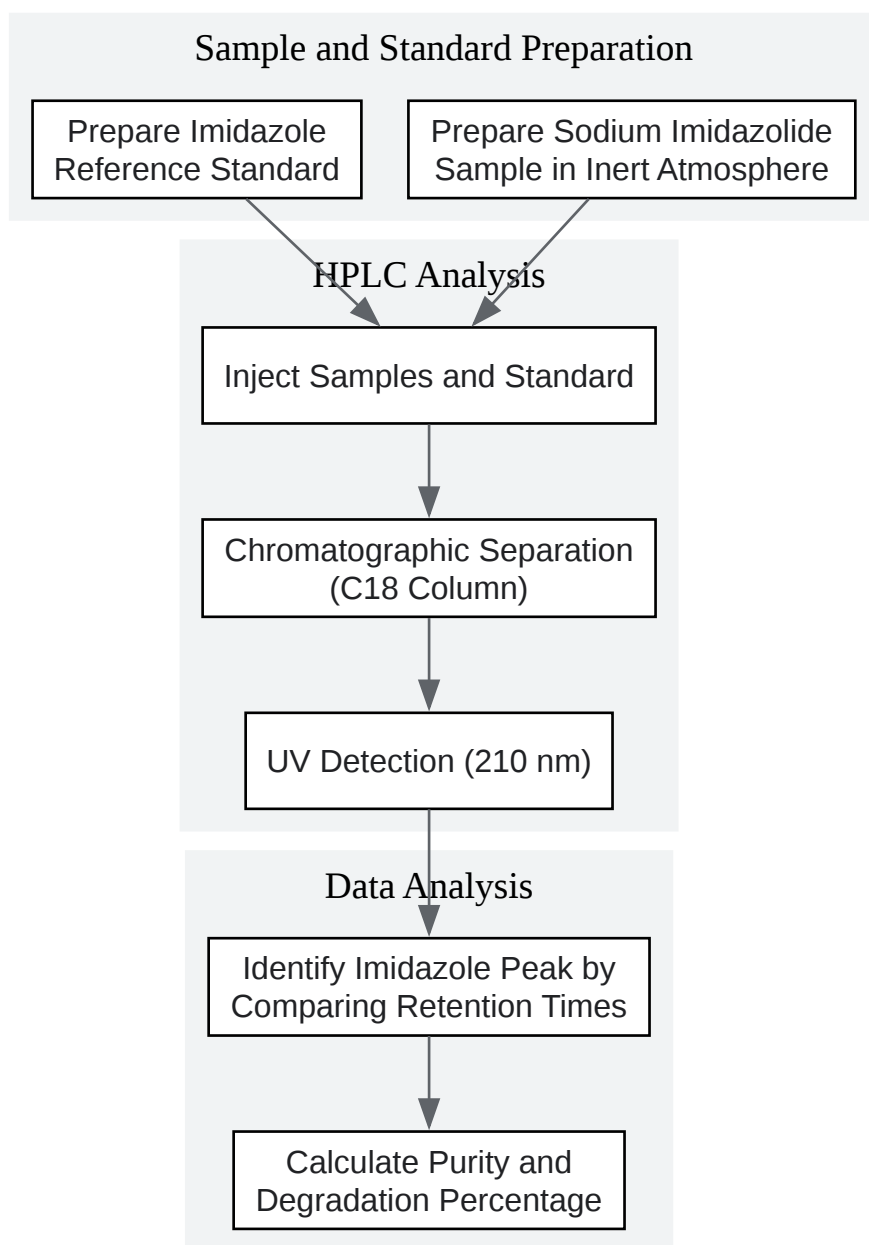 Sample and Standard Preparation
Prepare Imidazole
Reference Standard
Prepare Sodium Imidazolide
Sample in Inert Atmosphere
HPLC Analysis
Inject Samples and Standard
Chromatographic Separation
(C18 Column)
UV Detection (210 nm)
Data Analysis
Identify Imidazole Peak by
Comparing Retention Times
Calculate Purity and
Degradation Percentage